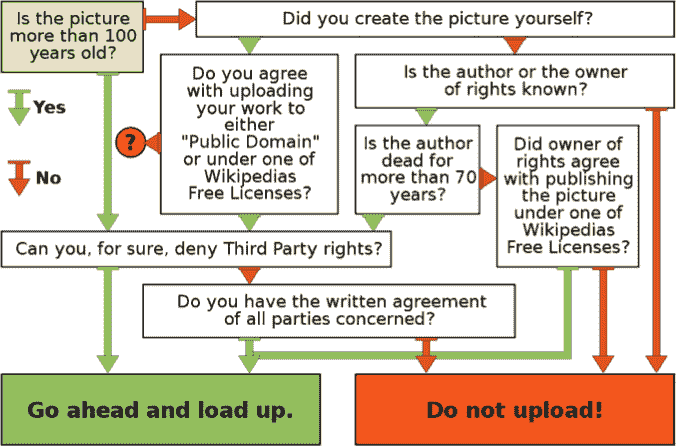 Is the picture
more than 100
years old?
Did you create the picture yourself?
Yes
No
Do you agree
with uploading
your work to
either
"Public Domain"
or under one of
Wikipedias
Free Licenses?
?
Is the author or the owner
of rights known?
Is the author
dead for
more than 70
years?
Did owner of
rights agree
with publishing
the picture
under one of
Wikipedias
Free Licenses?
Can you, for sure, deny Third Party rights?
Do you have the written agreement
of all parties concerned?
Go ahead and load up.
Do not upload!